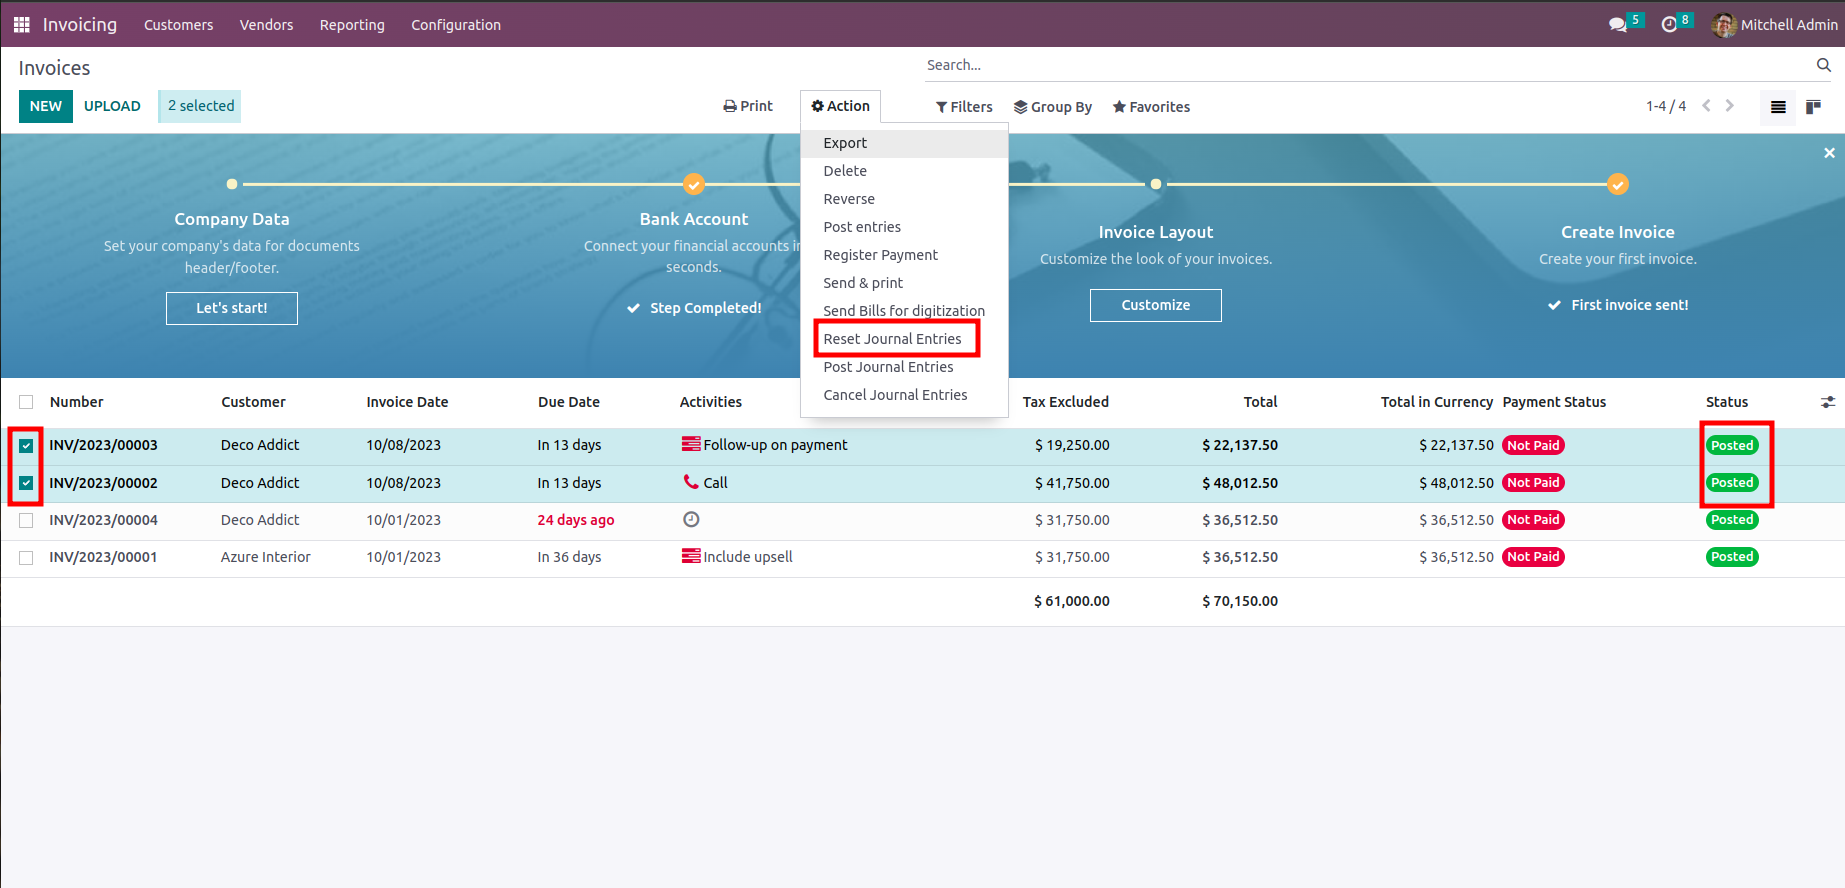 Invoicing Customers Vendors Reporting Configuration 5 8 Mitchell Admin
Invoices
Search...
NEW UPLOAD 2 selected Print Action Filters Group By Favorites 1-4 / 4
Export
Delete
Reverse
Post entries
Register Payment
Send & print
Send Bills for digitization
Reset Journal Entries
Post Journal Entries
Cancel Journal Entries
Company Data
Set your company's data for documents
header/footer.
Let's start!
Bank Account
Connect your financial accounts in
seconds.
Step Completed!
Invoice Layout
Customize the look of your invoices.
Customize
Create Invoice
Create your first invoice.
First invoice sent!
Number Customer Invoice Date Due Date Activities Tax Excluded Total Total in Currency Payment Status Status
INV/2023/00003 Deco Addict 10/08/2023 In 13 days Follow-up on payment $ 19,250.00 $ 22,137.50 $ 22,137.50 Not Paid Posted
INV/2023/00002 Deco Addict 10/08/2023 In 13 days Call $ 41,750.00 $ 48,012.50 $ 48,012.50 Not Paid Posted
INV/2023/00004 Deco Addict 10/01/2023 24 days ago $ 31,750.00 $ 36,512.50 $ 36,512.50 Not Paid Posted
INV/2023/00001 Azure Interior 10/01/2023 In 36 days Include upsell $ 31,750.00 $ 36,512.50 $ 36,512.50 Not Paid Posted
$ 61,000.00 $ 70,150.00